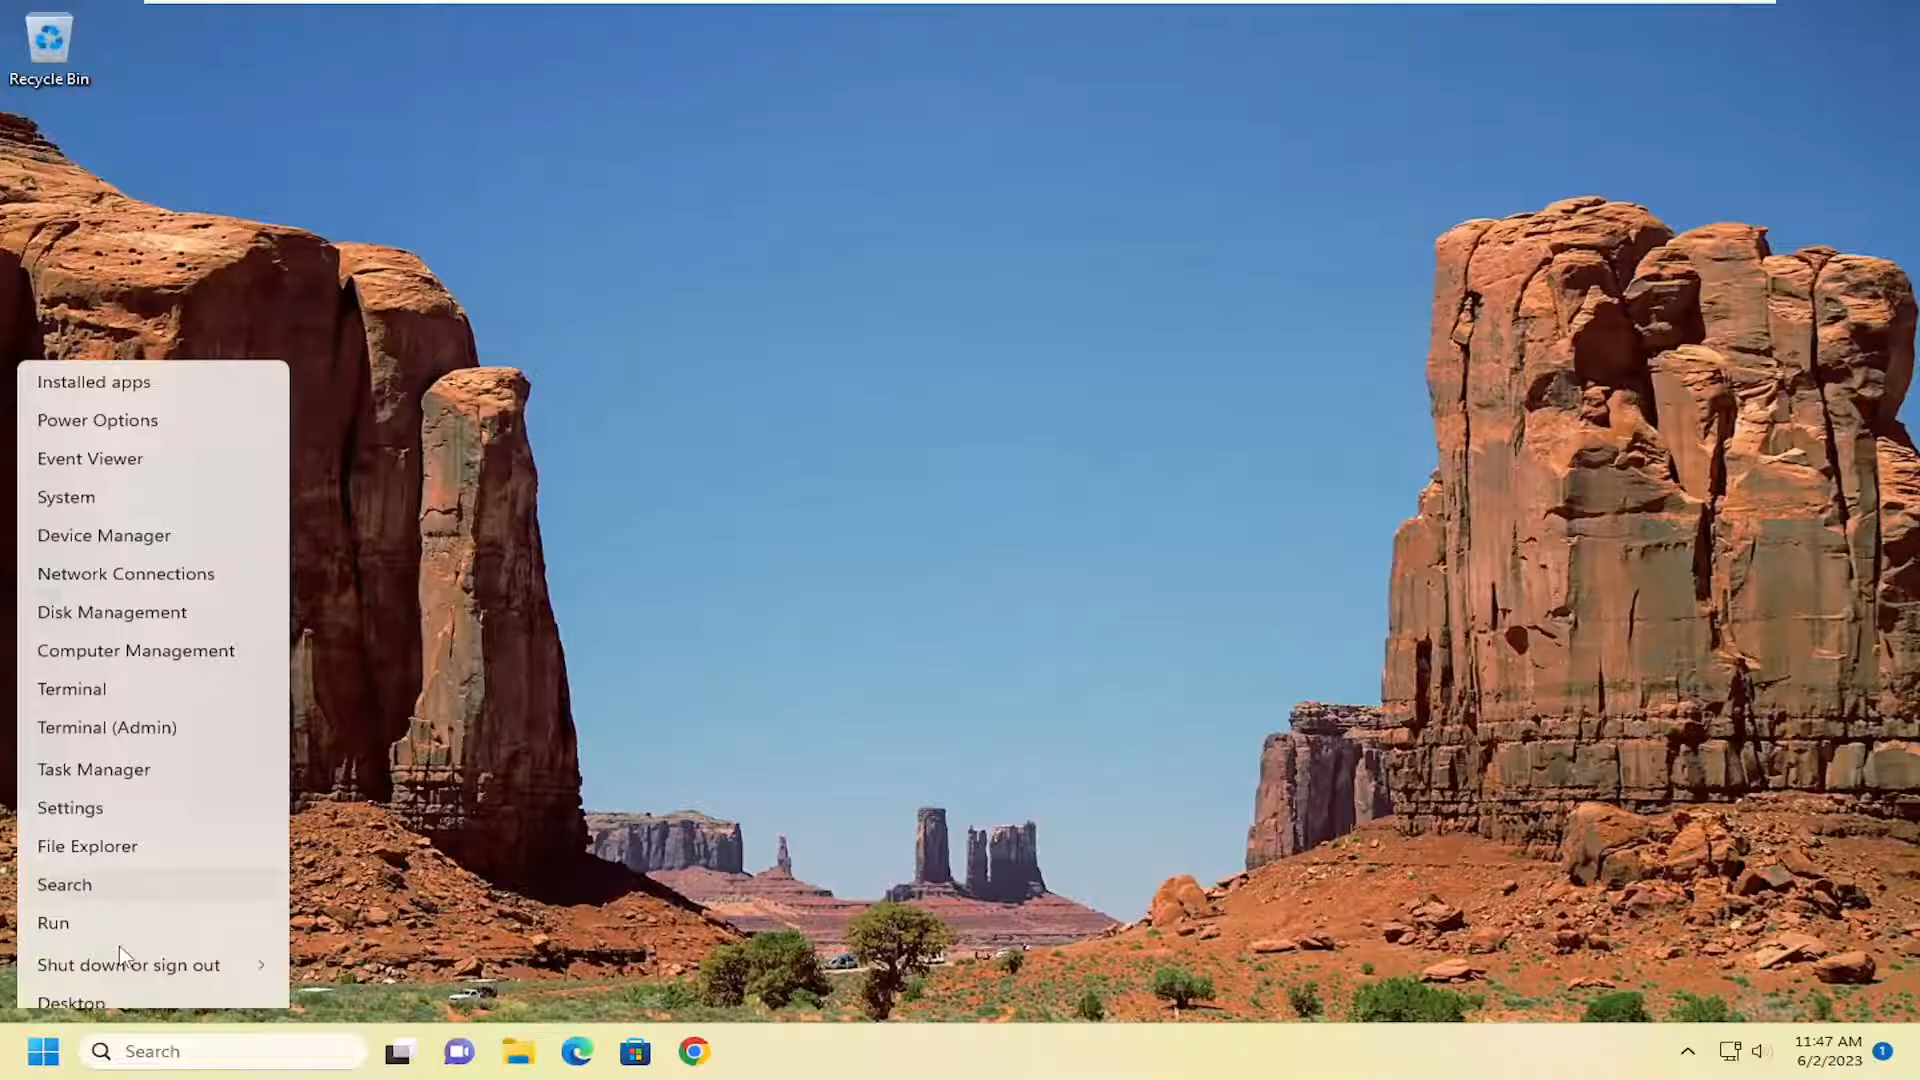 Recycle Bin
Installed apps
Power Options
Event Viewer
System
Device Manager
Network Connections
Disk Management
Computer Management
Terminal
Terminal (Admin)
Task Manager
Settings
File Explorer
Search
Run
Shut down or sign out
Desktop
Search
11:47 AM
6/2/2023
1